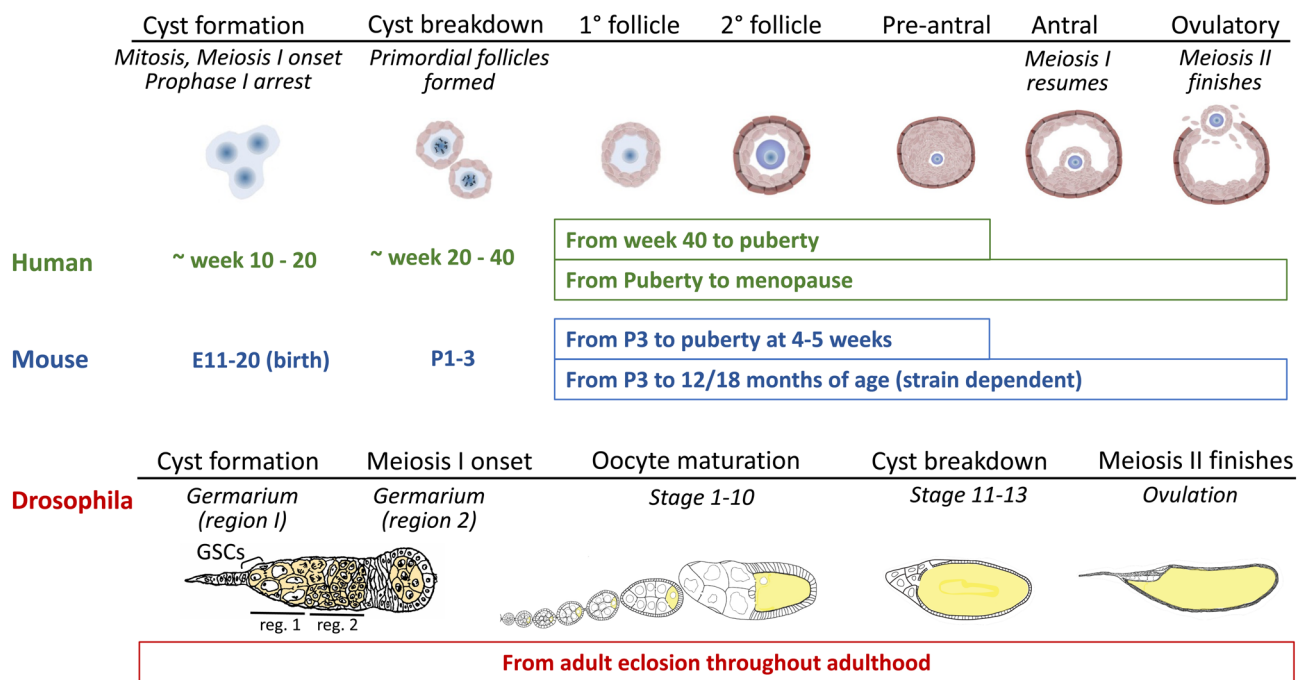 Cyst formation
Cyst breakdown
1° follicle
2° follicle
Pre-antral
Antral
Ovulatory
Mitosis, Meiosis I onset
Prophase I arrest
Primordial follicles
formed
Meiosis I
resumes
Meiosis II
finishes
Human
~ week 10 - 20
~ week 20 - 40
From week 40 to puberty
From Puberty to menopause
Mouse
E11-20 (birth)
P1-3
From P3 to puberty at 4-5 weeks
From P3 to 12/18 months of age (strain dependent)
Cyst formation
Meiosis I onset
Oocyte maturation
Cyst breakdown
Meiosis II finishes
Drosophila
Germarium
(region I)
Germarium
(region 2)
Stage 1-10
Stage 11-13
Ovulation
GSCs
reg. 1
reg. 2
From adult eclosion throughout adulthood